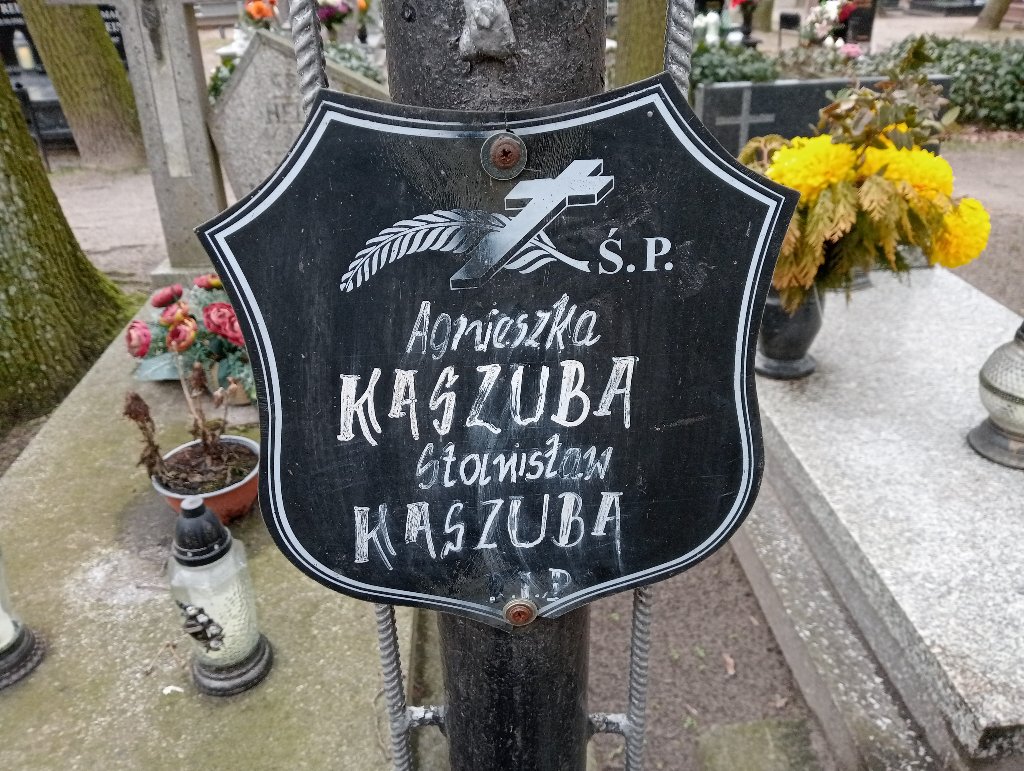 Ś.P.
Agnieszka
KASZUBA
Stanisław
KASZUBA
R.I.P